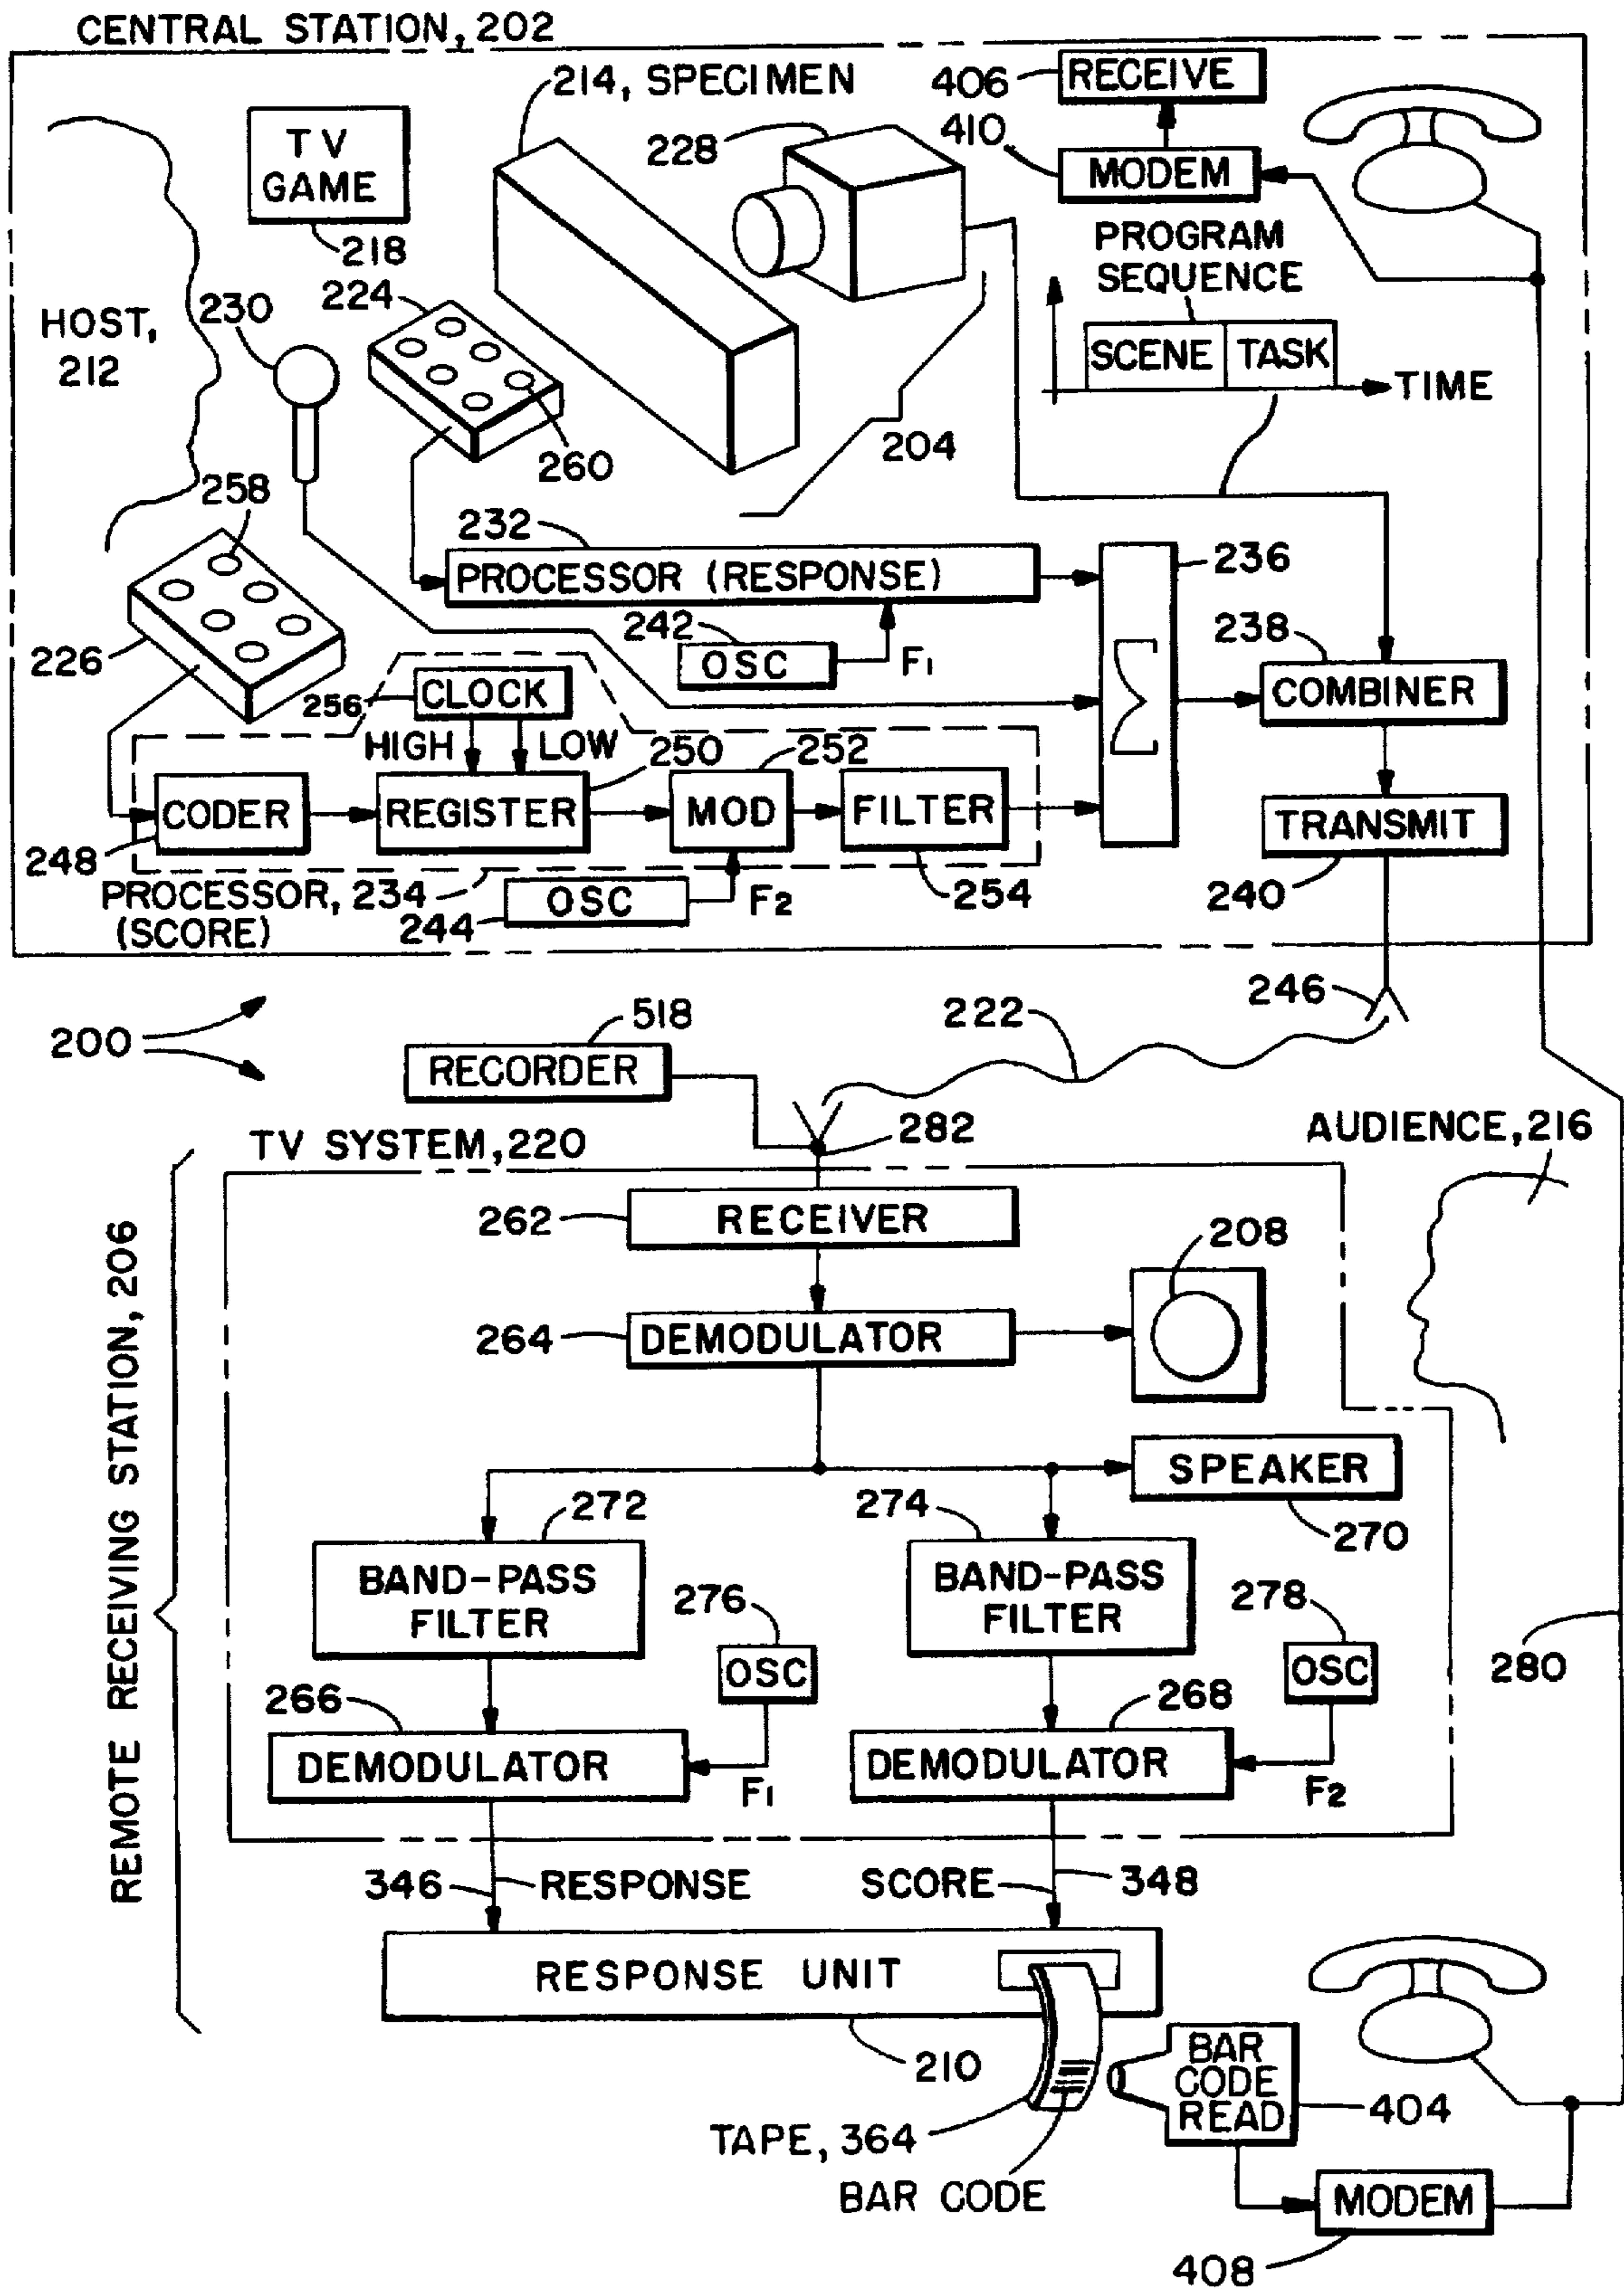 CENTRAL STATION, 202
214, SPECIMEN
406
RECEIVE
410
MODEM
228
TV
GAME
218
PROGRAM
SEQUENCE
SCENE
TASK
TIME
HOST,
212
230
224
260
204
258
226
232
PROCESSOR (RESPONSE)
242
OSC
F1
236
238
COMBINER
256
CLOCK
HIGH
LOW
250
252
CODER
REGISTER
MOD
FILTER
TRANSMIT
248
PROCESSOR, 234
(SCORE)
244
OSC
F2
254
240
246
200
518
RECORDER
222
282
TV SYSTEM, 220
AUDIENCE, 216
REMOTE RECEIVING STATION, 206
262
RECEIVER
208
264
DEMODULATOR
SPEAKER
270
272
BAND-PASS
FILTER
274
BAND-PASS
FILTER
276
OSC
278
OSC
280
266
DEMODULATOR
F1
268
DEMODULATOR
F2
346
RESPONSE
SCORE
348
RESPONSE UNIT
210
TAPE, 364
BAR CODE
BAR
CODE
READ
404
MODEM
408